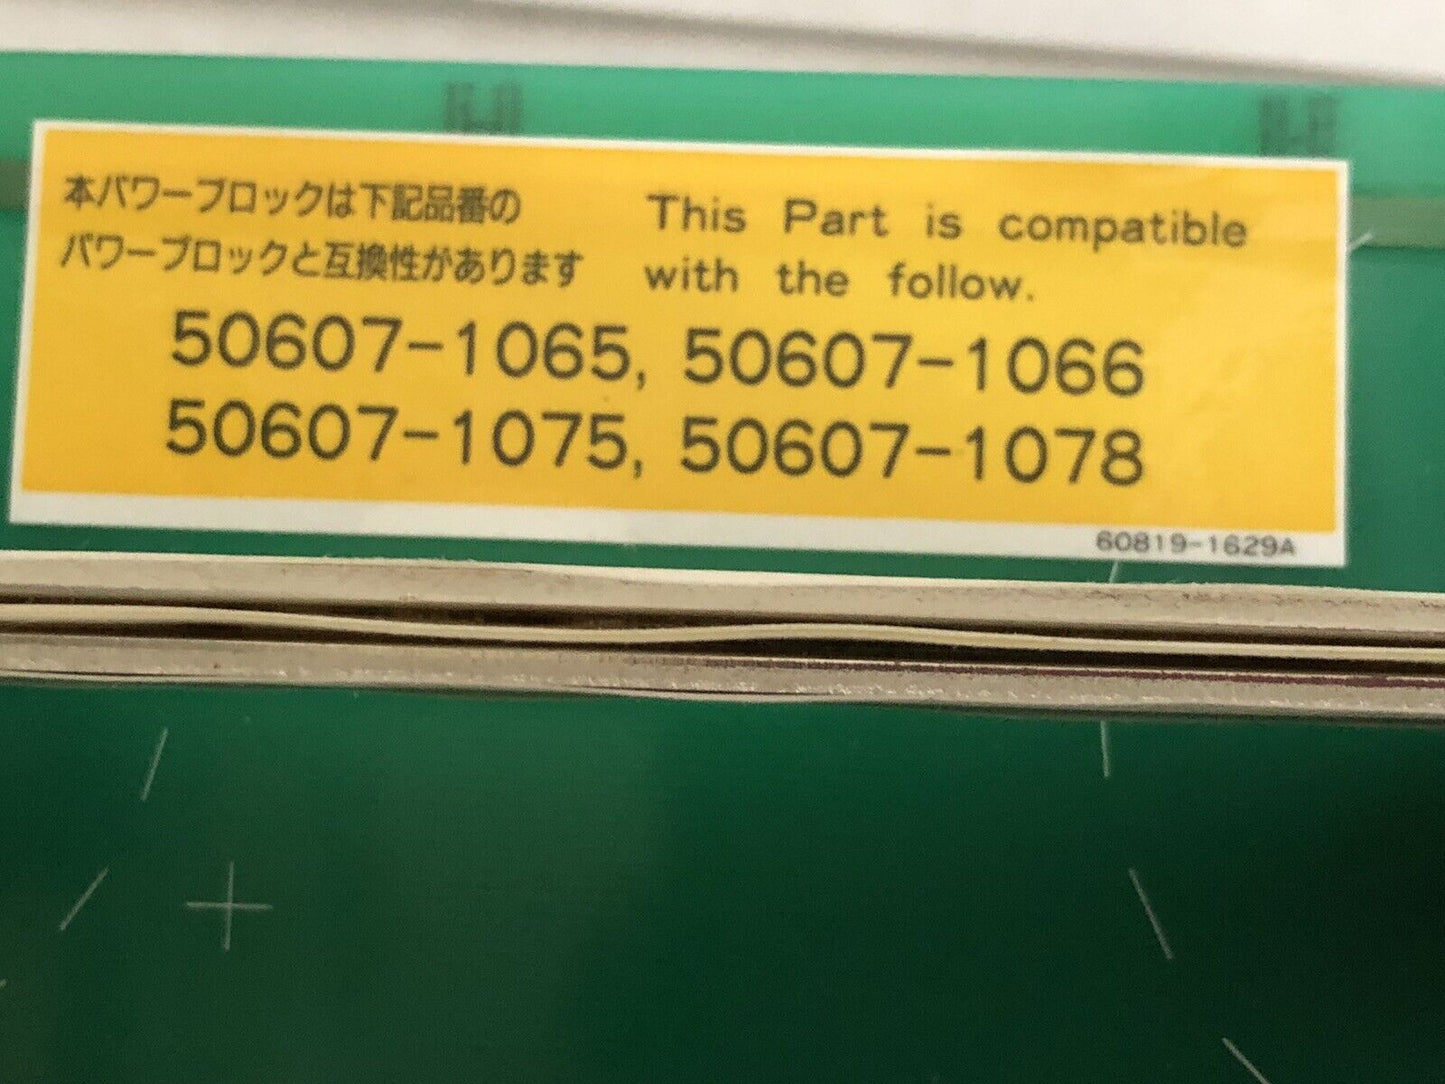 本パワーブロックは下記品番の
パワーブロックと互換性があります
This Part is compatible
with the follow.
50607-1065, 50607-1066
50607-1075, 50607-1078
60819-1629A